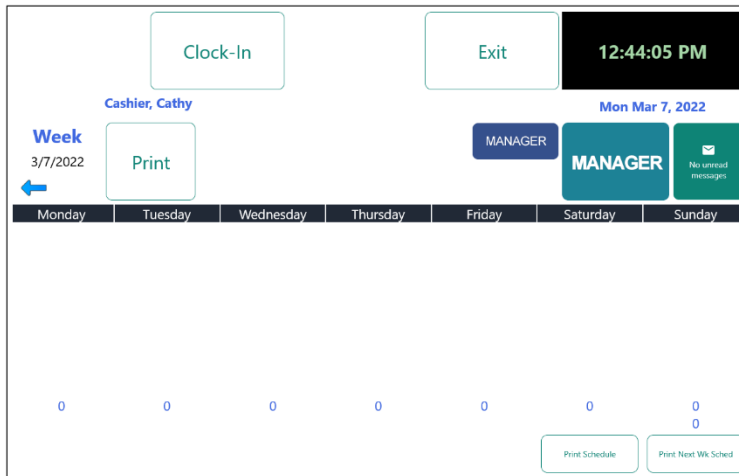 Clock-In
Exit
12:44:05 PM
Cashier, Cathy
Mon Mar 7, 2022
Week
3/7/2022
Print
MANAGER
MANAGER
No unread
messages
Monday Tuesday Wednesday Thursday Friday Saturday Sunday
0 0 0 0 0 0 0
0
Print Schedule
Print Next Wk Sched